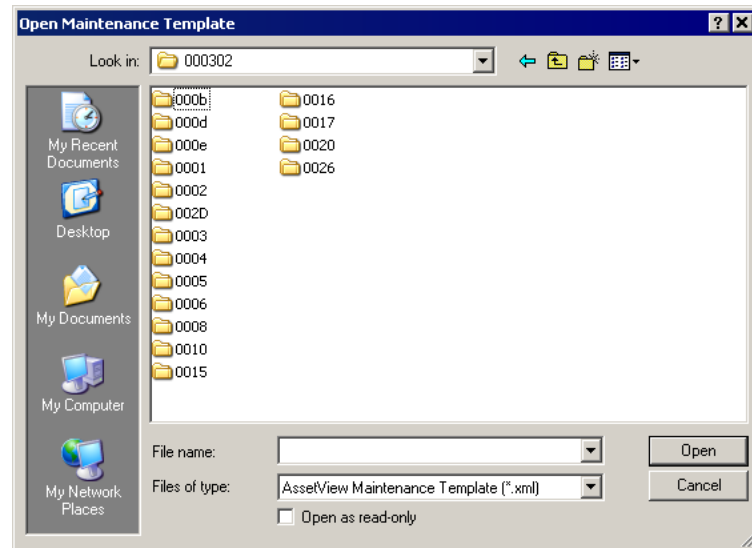 Open Maintenance Template
Look in: 000302
000b
000d
000e
0001
0002
002D
0003
0004
0005
0006
0008
0010
0015
0016
0017
0020
0026
My Recent
Documents
Desktop
My Documents
My Computer
My Network
Places
File name:
Open
Files of type: AssetView Maintenance Template (*.xml)
Cancel
Open as read-only